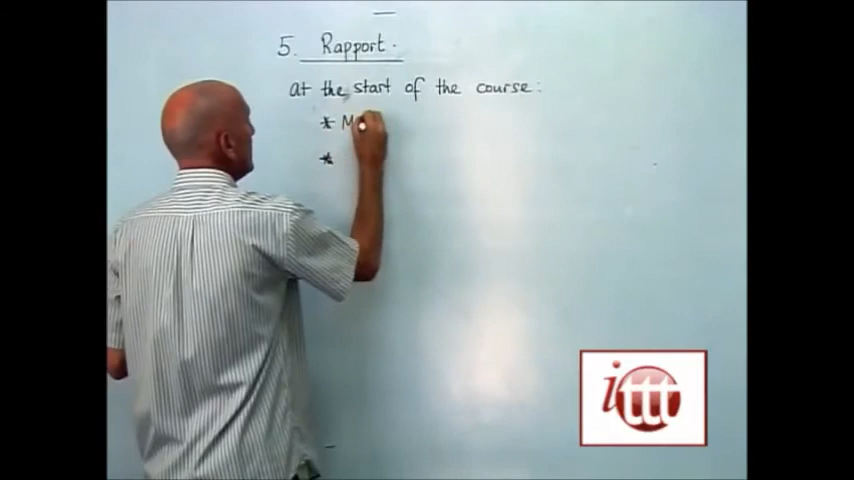 5. Rapport.
at the start of the course:
* M
*
ittt